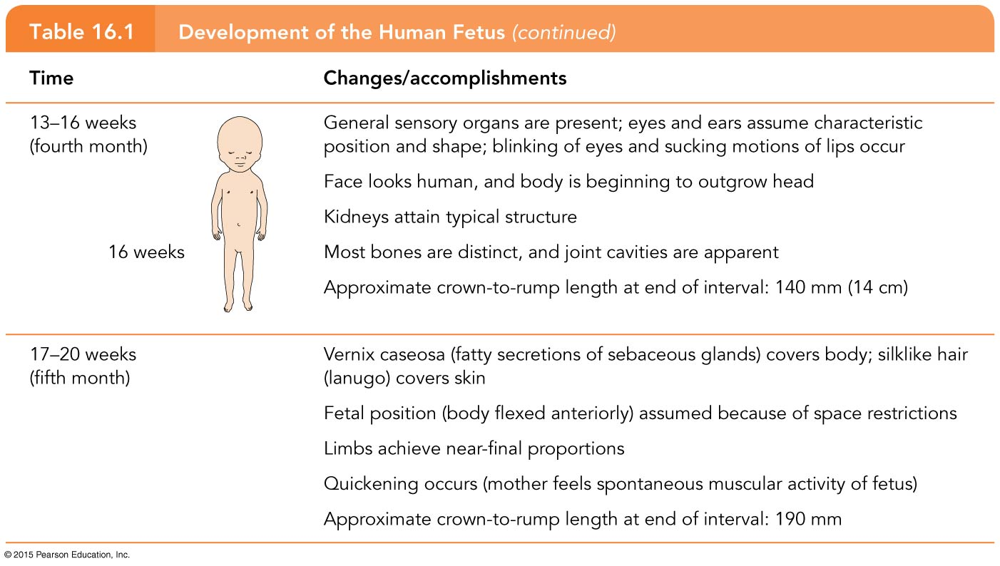 Table 16.1 Development of the Human Fetus (continued)
Time Changes/accomplishments
13–16 weeks
(fourth month)
16 weeks
General sensory organs are present; eyes and ears assume characteristic
position and shape; blinking of eyes and sucking motions of lips occur
Face looks human, and body is beginning to outgrow head
Kidneys attain typical structure
Most bones are distinct, and joint cavities are apparent
Approximate crown-to-rump length at end of interval: 140 mm (14 cm)
17–20 weeks
(fifth month)
Vernix caseosa (fatty secretions of sebaceous glands) covers body; silklike hair
(lanugo) covers skin
Fetal position (body flexed anteriorly) assumed because of space restrictions
Limbs achieve near-final proportions
Quickening occurs (mother feels spontaneous muscular activity of fetus)
Approximate crown-to-rump length at end of interval: 190 mm
© 2015 Pearson Education, Inc.